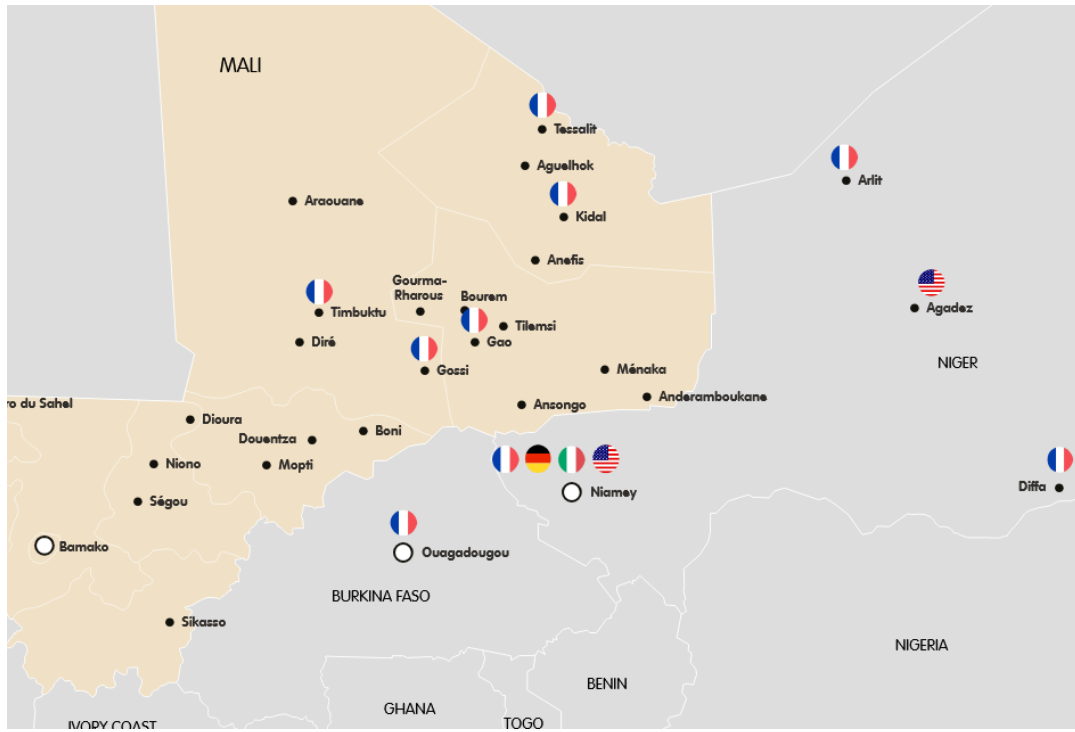 MALI
Tessalit
Aguelhok
Arlit
Araouane
Kidal
Anefis
Gourma-
Rharous
Bourem
Agadez
Timbuktu
Tilemsi
Diré
Gao
NIGER
Gossi
Ménaka
Anderamboukane
ro du Sahel
Ansongo
Dioura
Boni
Douentza
Niono
Mopti
Diffa
Niamey
Ségou
Bamako
Ouagadougou
BURKINA FASO
Sikasso
NIGERIA
BENIN
GHANA
TOGO
IVORY COAST